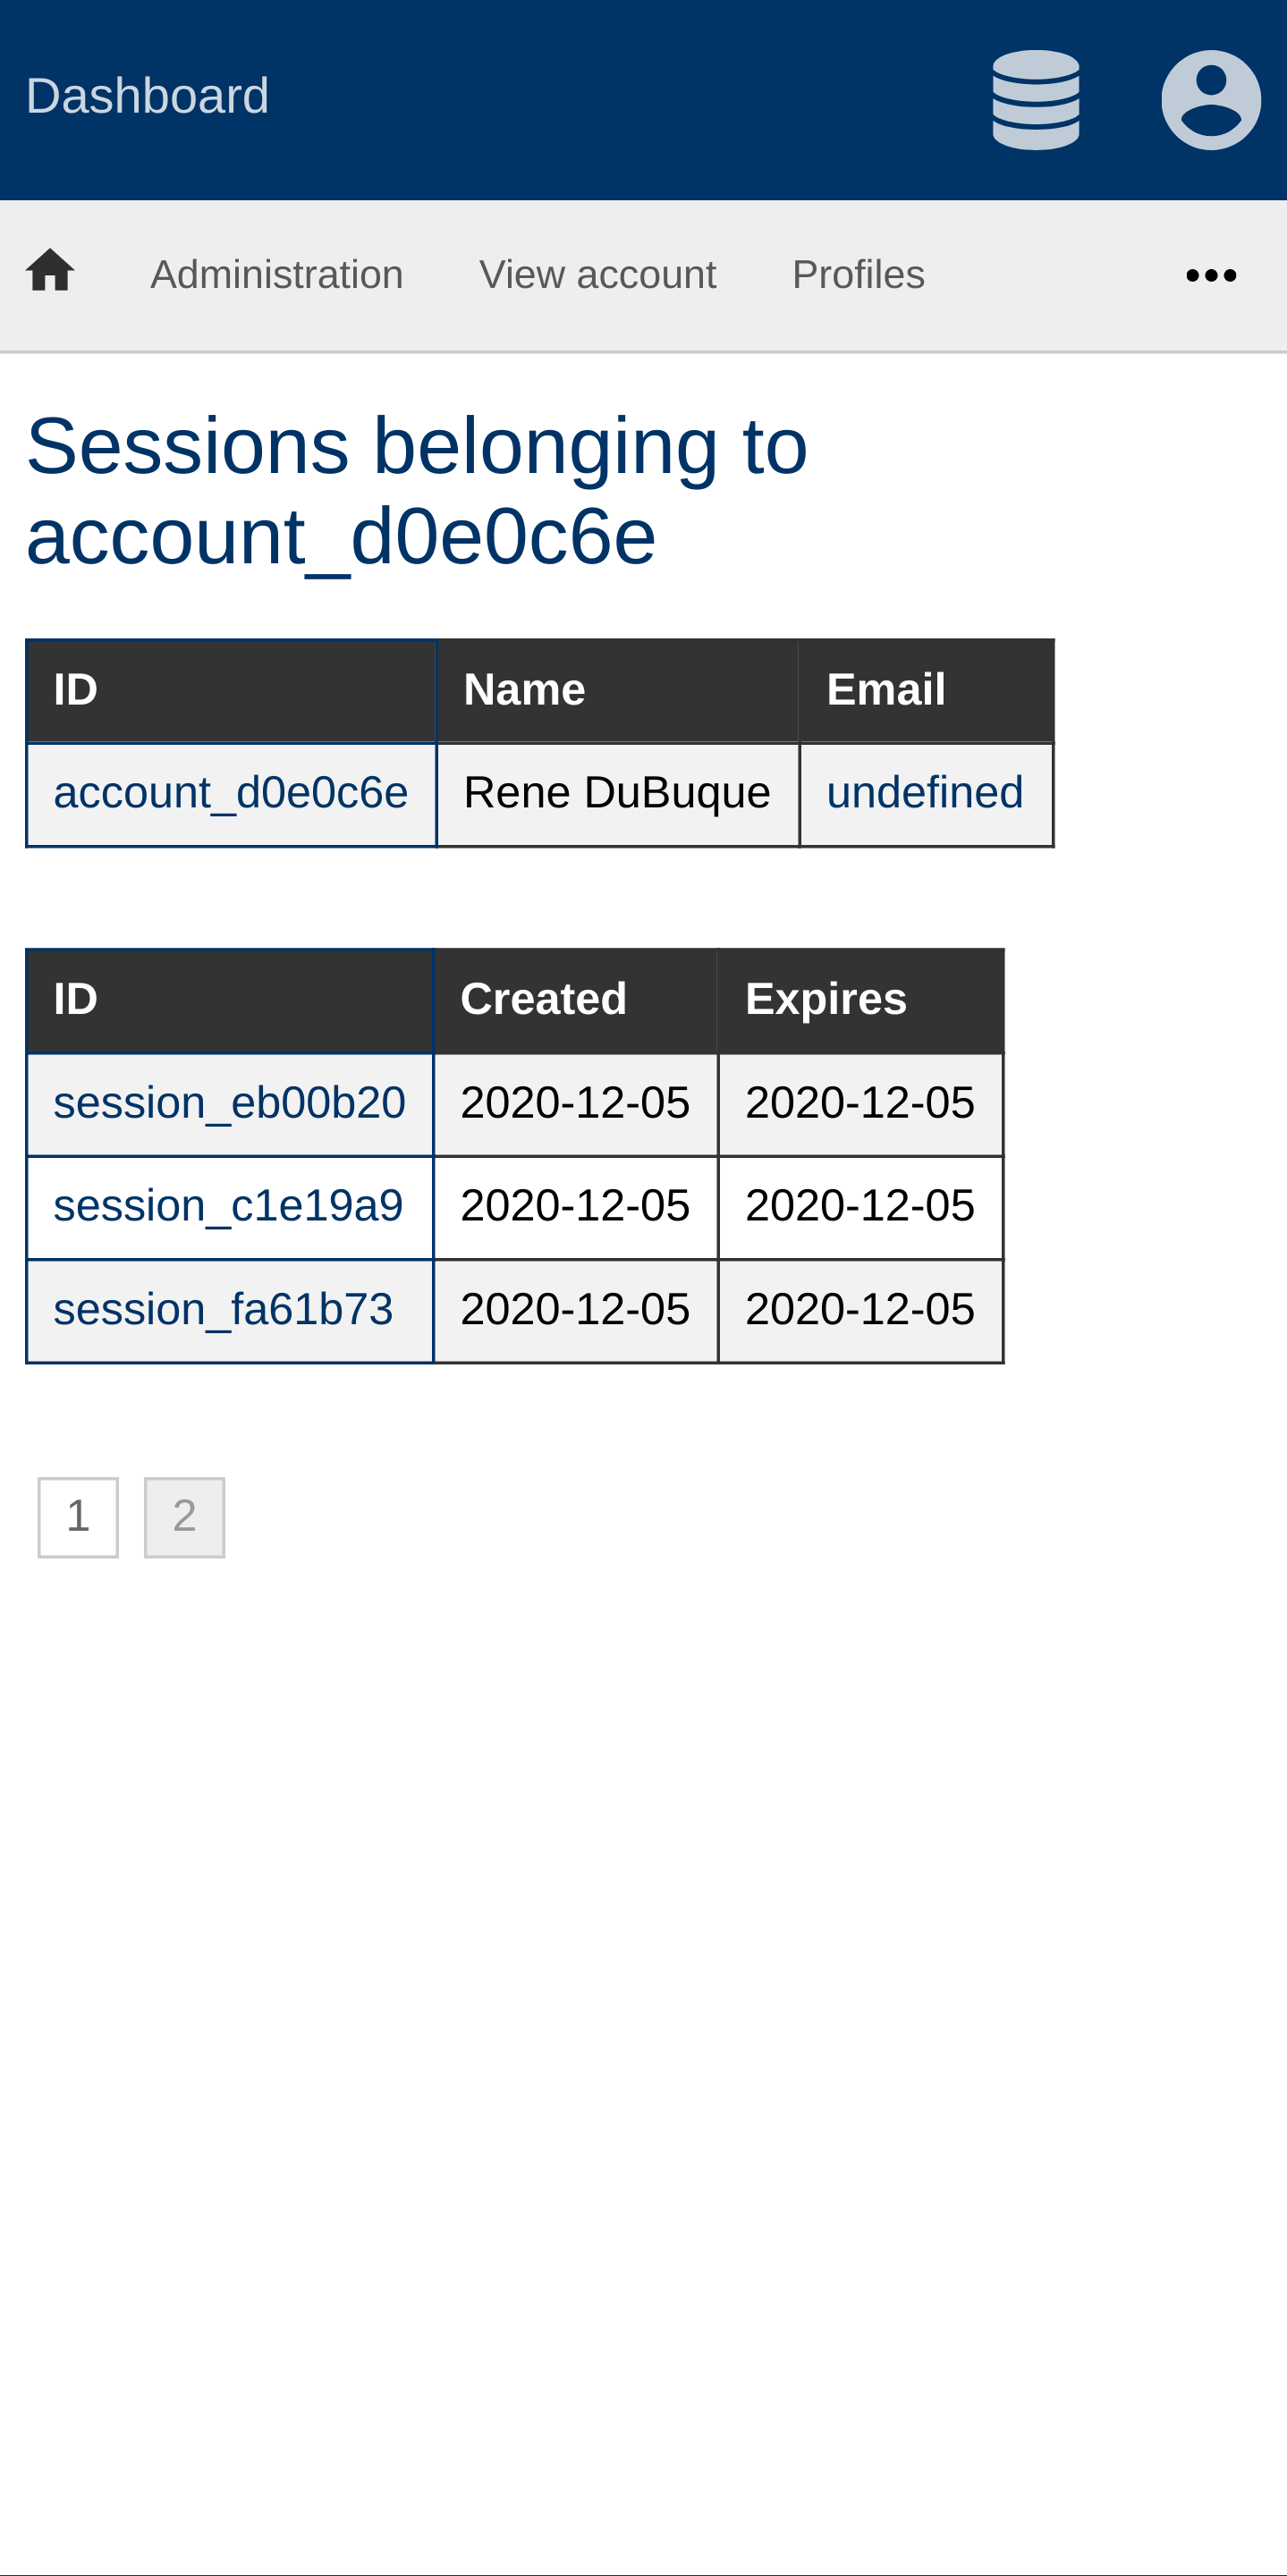 Dashboard
Administration View account Profiles
Sessions belonging to
account_d0e0c6e
ID Name Email
account_d0e0c6e Rene DuBuque undefined
ID Created Expires
session_eb00b20 2020-12-05 2020-12-05
session_c1e19a9 2020-12-05 2020-12-05
session_fa61b73 2020-12-05 2020-12-05
1 2